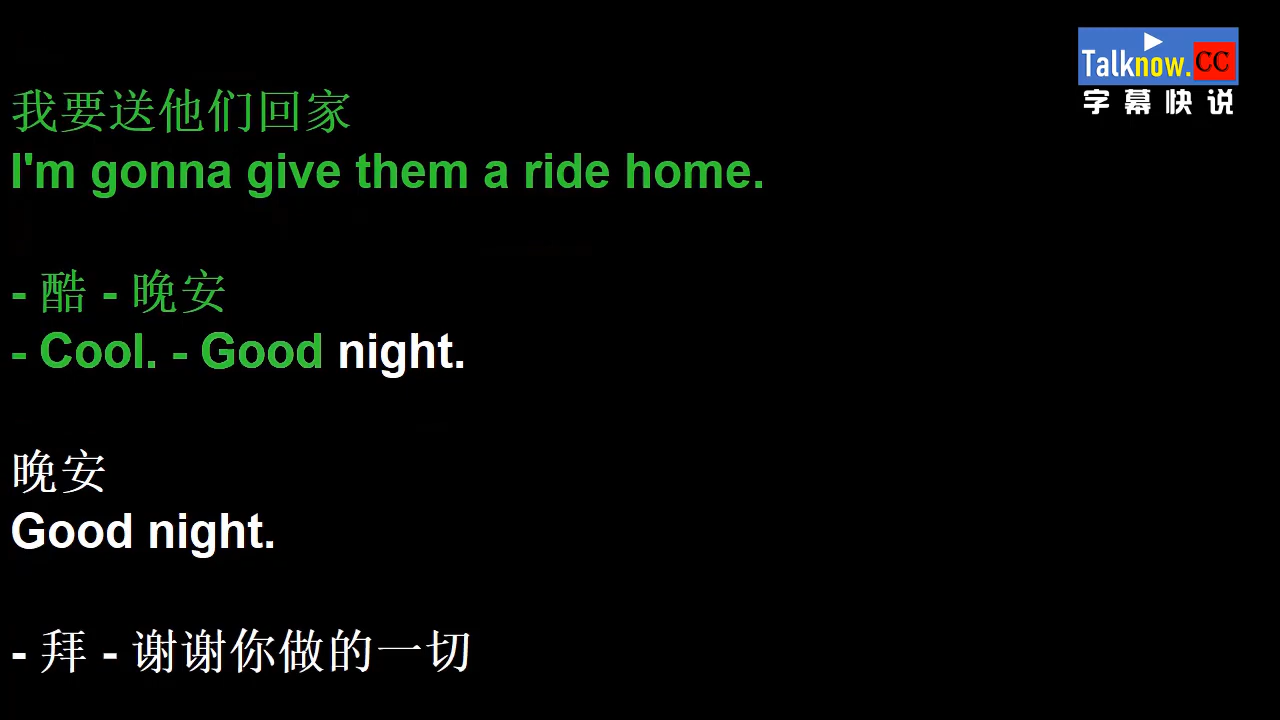 Talknow.CC
字幕快说
我要送他们回家
I'm gonna give them a ride home.
- 酷 - 晚安
- Cool. - Good night.
晚安
Good night.
- 拜 - 谢谢你做的一切